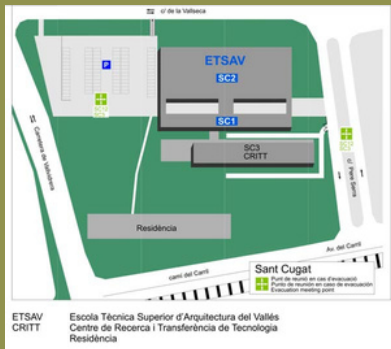 c/ de la Vallseca
ETSAV
P
SC2
SC1
SC3
CRITT
Carretera de Vallvidrera
c/ Pere Serra
Residència
Av. del Carril
camí del Carril
Sant Cugat
Punt de reunió en cas d'evacuació
Punto de reunión en caso de evacuación
Evacuation meeting point
ETSAV Escola Tècnica Superior d'Arquitectura del Vallés
CRITT Centre de Recerca i Transferència de Tecnologia
Residència